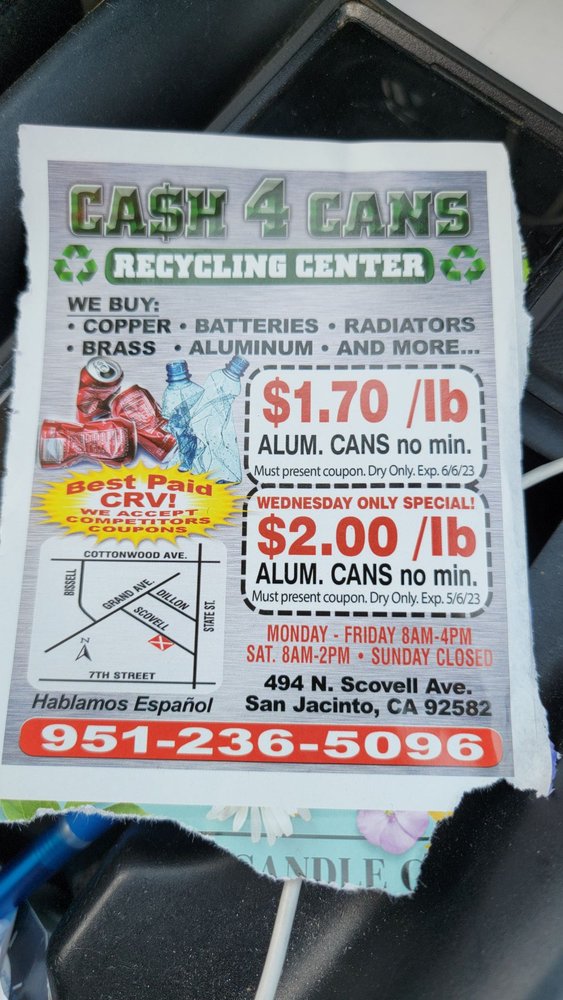 CA$H 4 CANS
RECYCLING CENTER
WE BUY:
• COPPER • BATTERIES • RADIATORS
• BRASS • ALUMINUM • AND MORE...
$1.70 /lb
ALUM. CANS no min.
Must present coupon. Dry Only. Exp. 6/6/23
Best Paid
CRV!
WE ACCEPT
COMPETITORS
COUPONS
WEDNESDAY ONLY SPECIAL!
$2.00 /lb
ALUM. CANS no min.
Must present coupon. Dry Only. Exp. 5/6/23
COTTONWOOD AVE.
BISSELL
GRAND AVE.
DILLON
SCOVELL
STATE ST.
N
7TH STREET
MONDAY - FRIDAY 8AM-4PM
SAT. 8AM-2PM • SUNDAY CLOSED
494 N. Scovell Ave.
San Jacinto, CA 92582
Hablamos Español
951-236-5096
CANDLE